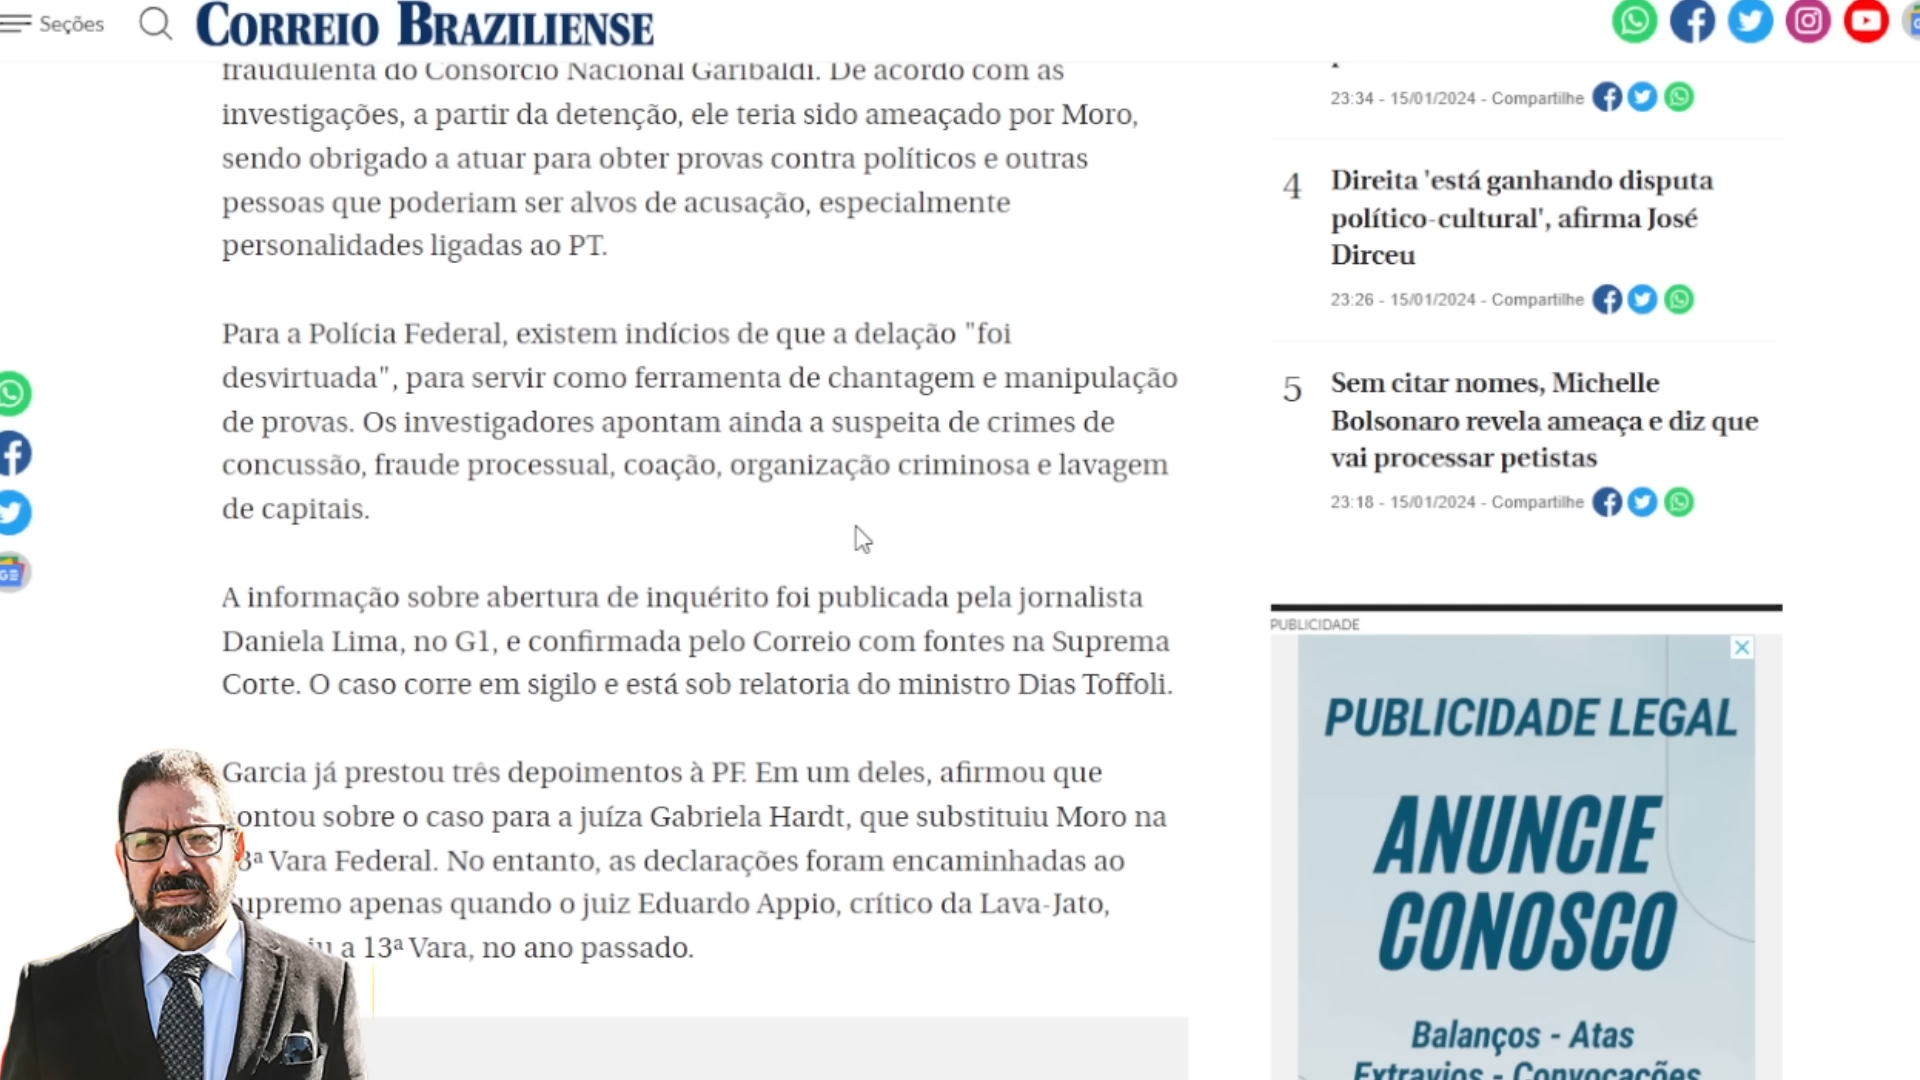 Seções
CORREIO BRAZILIENSE
fraudulenta do Consórcio Nacional Garibaldi. De acordo com as
investigações, a partir da detenção, ele teria sido ameaçado por Moro,
sendo obrigado a atuar para obter provas contra políticos e outras
pessoas que poderiam ser alvos de acusação, especialmente
personalidades ligadas ao PT.
Para a Polícia Federal, existem indícios de que a delação "foi
desvirtuada", para servir como ferramenta de chantagem e manipulação
de provas. Os investigadores apontam ainda a suspeita de crimes de
concussão, fraude processual, coação, organização criminosa e lavagem
de capitais.
A informação sobre abertura de inquérito foi publicada pela jornalista
Daniela Lima, no G1, e confirmada pelo Correio com fontes na Suprema
Corte. O caso corre em sigilo e está sob relatoria do ministro Dias Toffoli.
Garcia já prestou três depoimentos à PF. Em um deles, afirmou que
ontou sobre o caso para a juíza Gabriela Hardt, que substituiu Moro na
3ª Vara Federal. No entanto, as declarações foram encaminhadas ao
upremo apenas quando o juiz Eduardo Appio, crítico da Lava-Jato,
iu a 13ª Vara, no ano passado.
23:34 - 15/01/2024 - Compartilhe
4 Direita 'está ganhando disputa
político-cultural', afirma José
Dirceu
23:26 - 15/01/2024 - Compartilhe
5 Sem citar nomes, Michelle
Bolsonaro revela ameaça e diz que
vai processar petistas
23:18 - 15/01/2024 - Compartilhe
PUBLICIDADE
PUBLICIDADE LEGAL
ANUNCIE
CONOSCO
Balanços - Atas
Extravios - Convocações